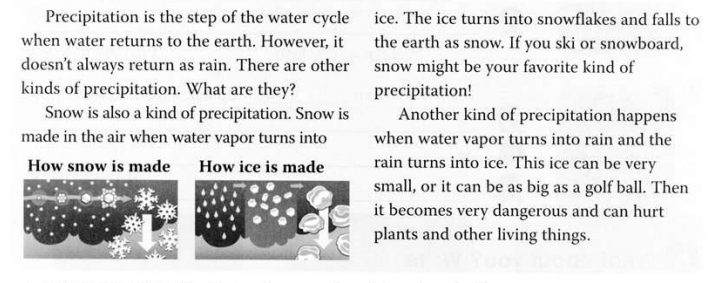 Precipitation is the step of the water cycle
when water returns to the earth. However, it
doesn't always return as rain. There are other
kinds of precipitation. What are they?
Snow is also a kind of precipitation. Snow is
made in the air when water vapor turns into
How snow is made
How ice is made
ice. The ice turns into snowflakes and falls to
the earth as snow. If you ski or snowboard,
snow might be your favorite kind of
precipitation!
Another kind of precipitation happens
when water vapor turns into rain and the
rain turns into ice. This ice can be very
small, or it can be as big as a golf ball. Then
it becomes very dangerous and can hurt
plants and other living things.